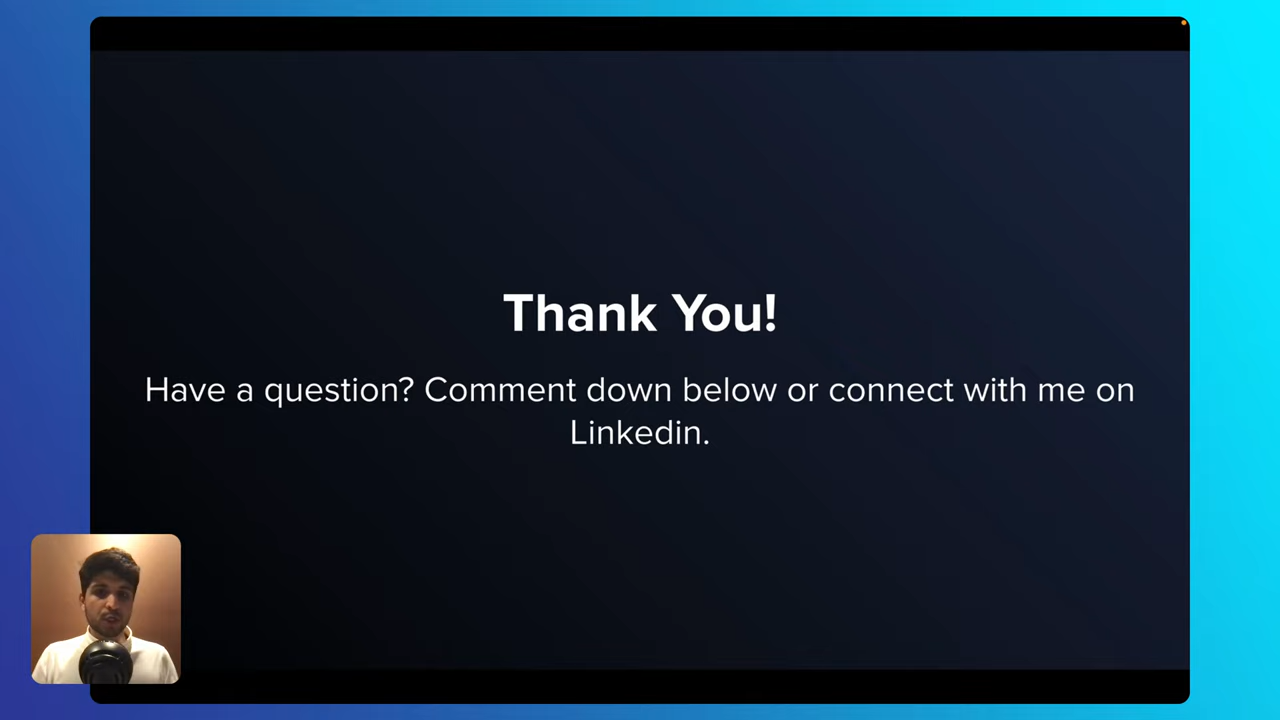 Thank You!
Have a question? Comment down below or connect with me on
Linkedin.